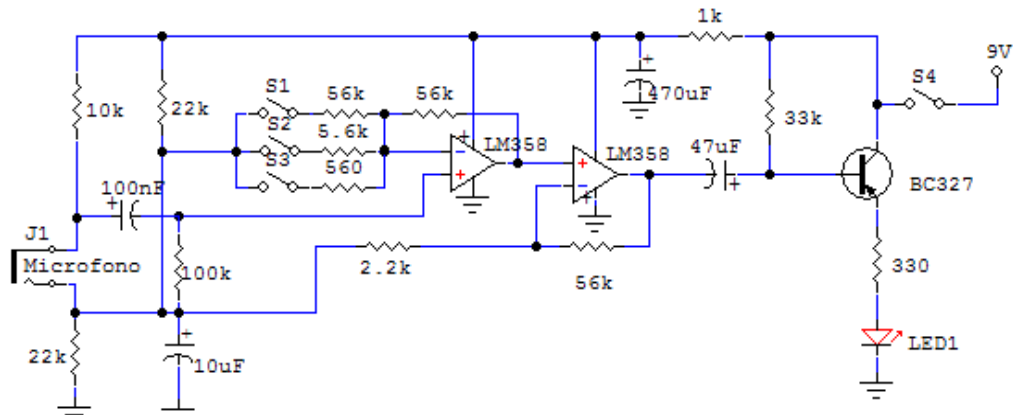 1k
9V
S1
56k
56k
S4
10k
22k
S2
470uF
5.6k
LM358
33k
S3
LM358
47uF
560
100nF
BC327
J1
Microfono
100k
2.2k
56k
330
22k
10uF
LED1